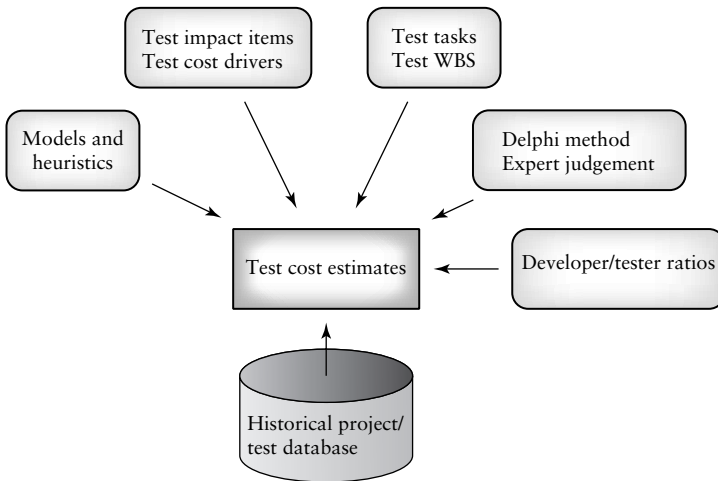 Test impact items
Test cost drivers
Test tasks
Test WBS
Models and
heuristics
Delphi method
Expert judgement
Test cost estimates
Developer/tester ratios
Historical project/
test database